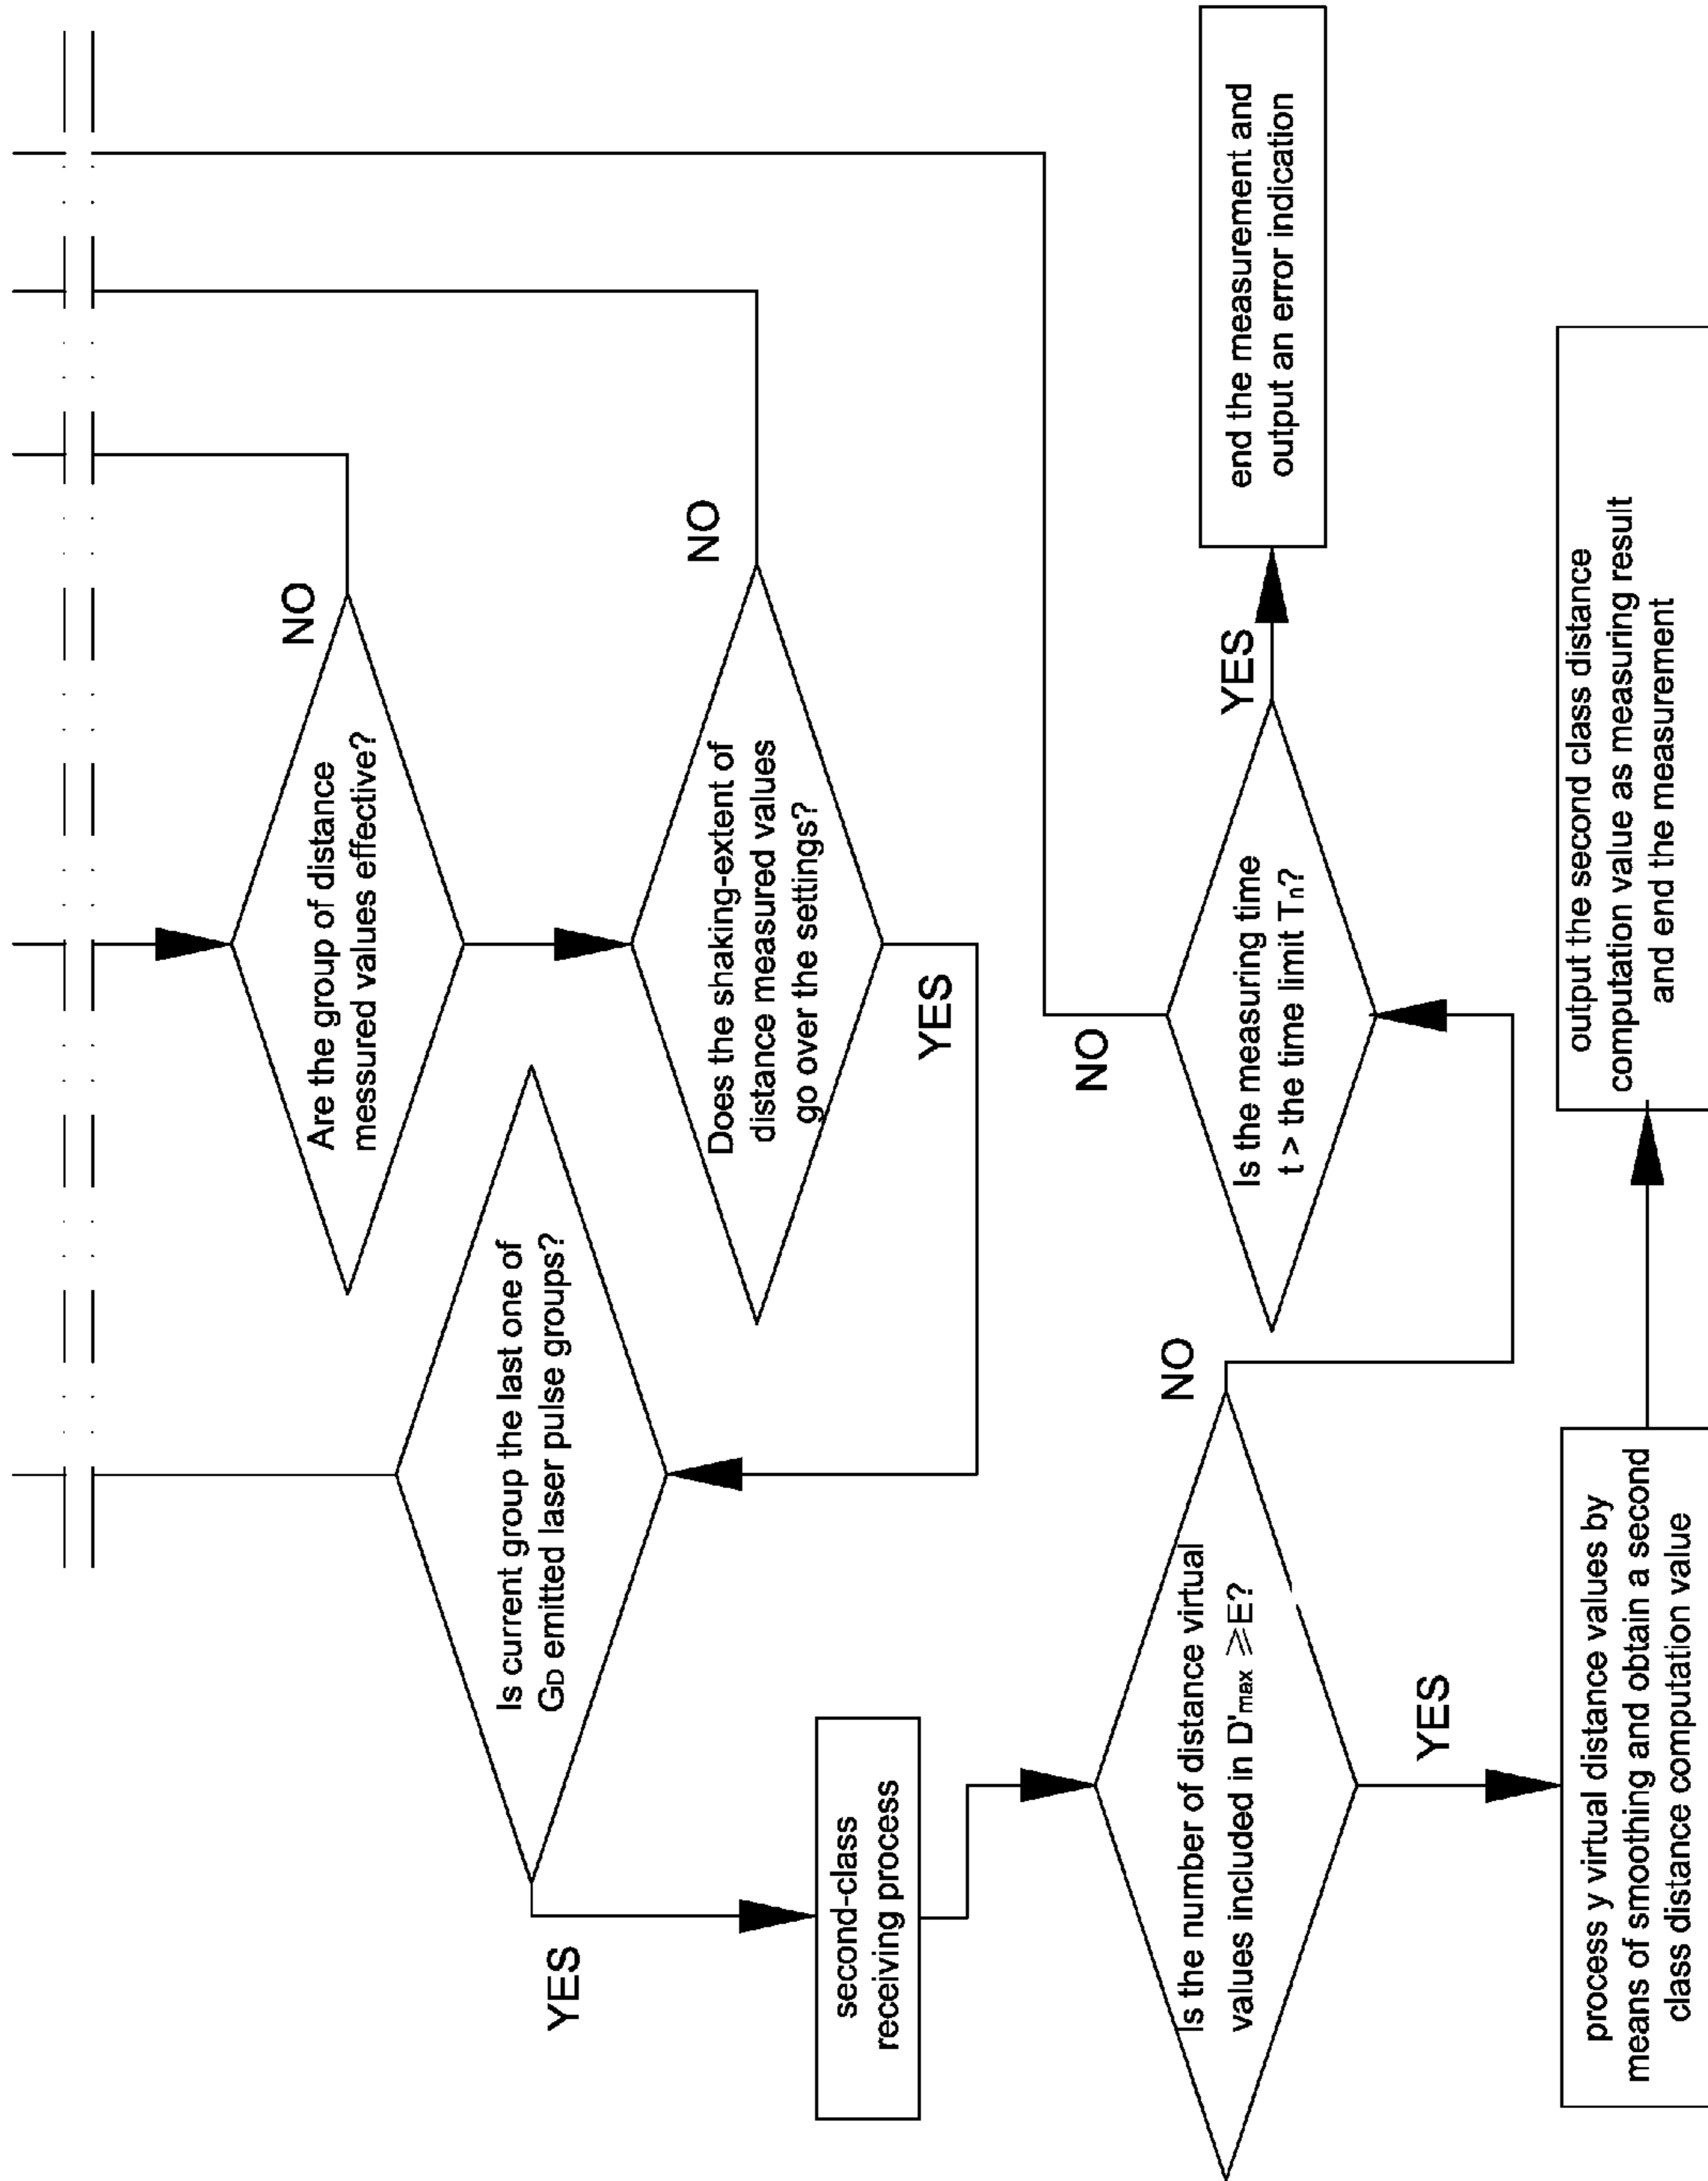 Are the group of distance
messured values effective?
NO
Does the shaking-extent of
distance measured values
go over the settings?
NO
YES
Is current group the last one of
GD emitted laser pulse groups?
YES
second-class
receiving process
Is the number of distance virtual
values included in D'max ⩾E?
NO
YES
Is the measuring time
t > the time limit Tn?
NO
YES
end the measurement and
output an error indication
process y virtual distance values by
means of smoothing and obtain a second
class distance computation value
output the second class distance
computation value as measuring result
and end the measurement